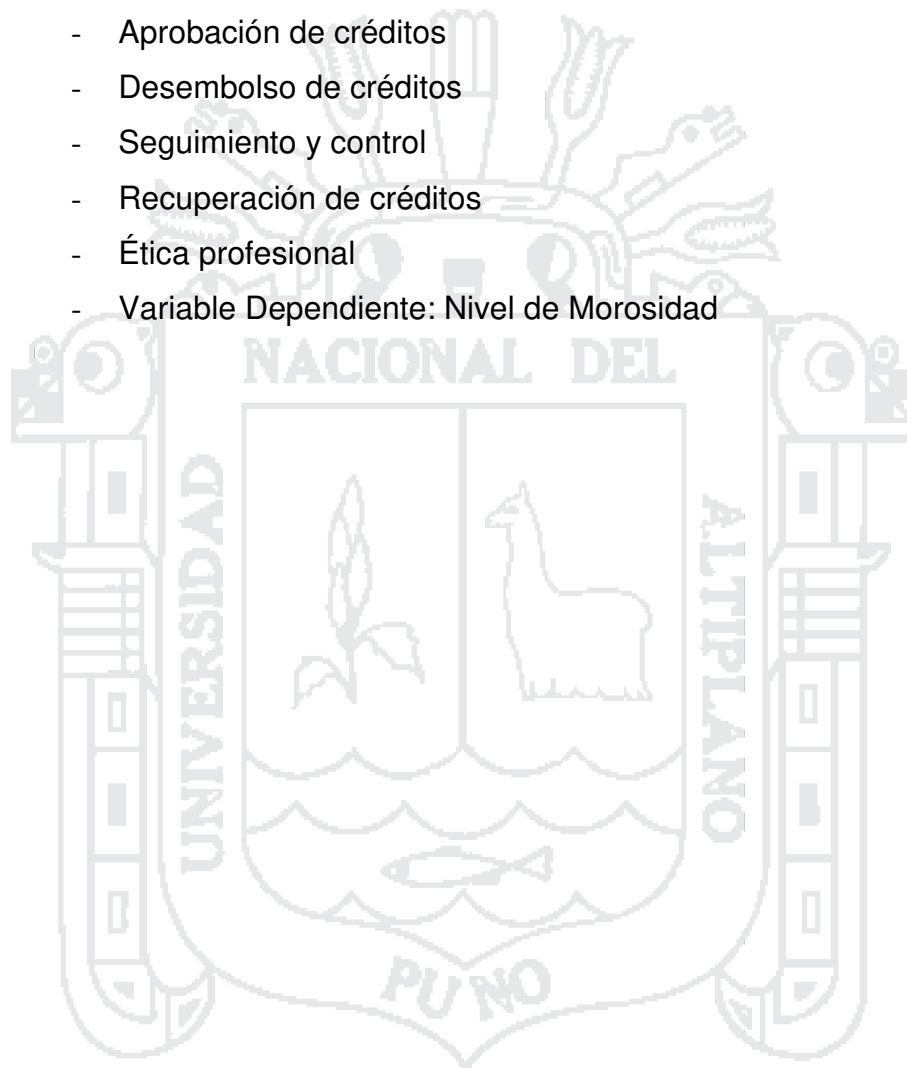 - Aprobación de créditos
- Desembolso de créditos
- Seguimiento y control
- Recuperación de créditos
- Ética profesional
- Variable Dependiente: Nivel de Morosidad
NACIONAL DEL
UNIVERSIDAD
ALTIPLANO
PUNO